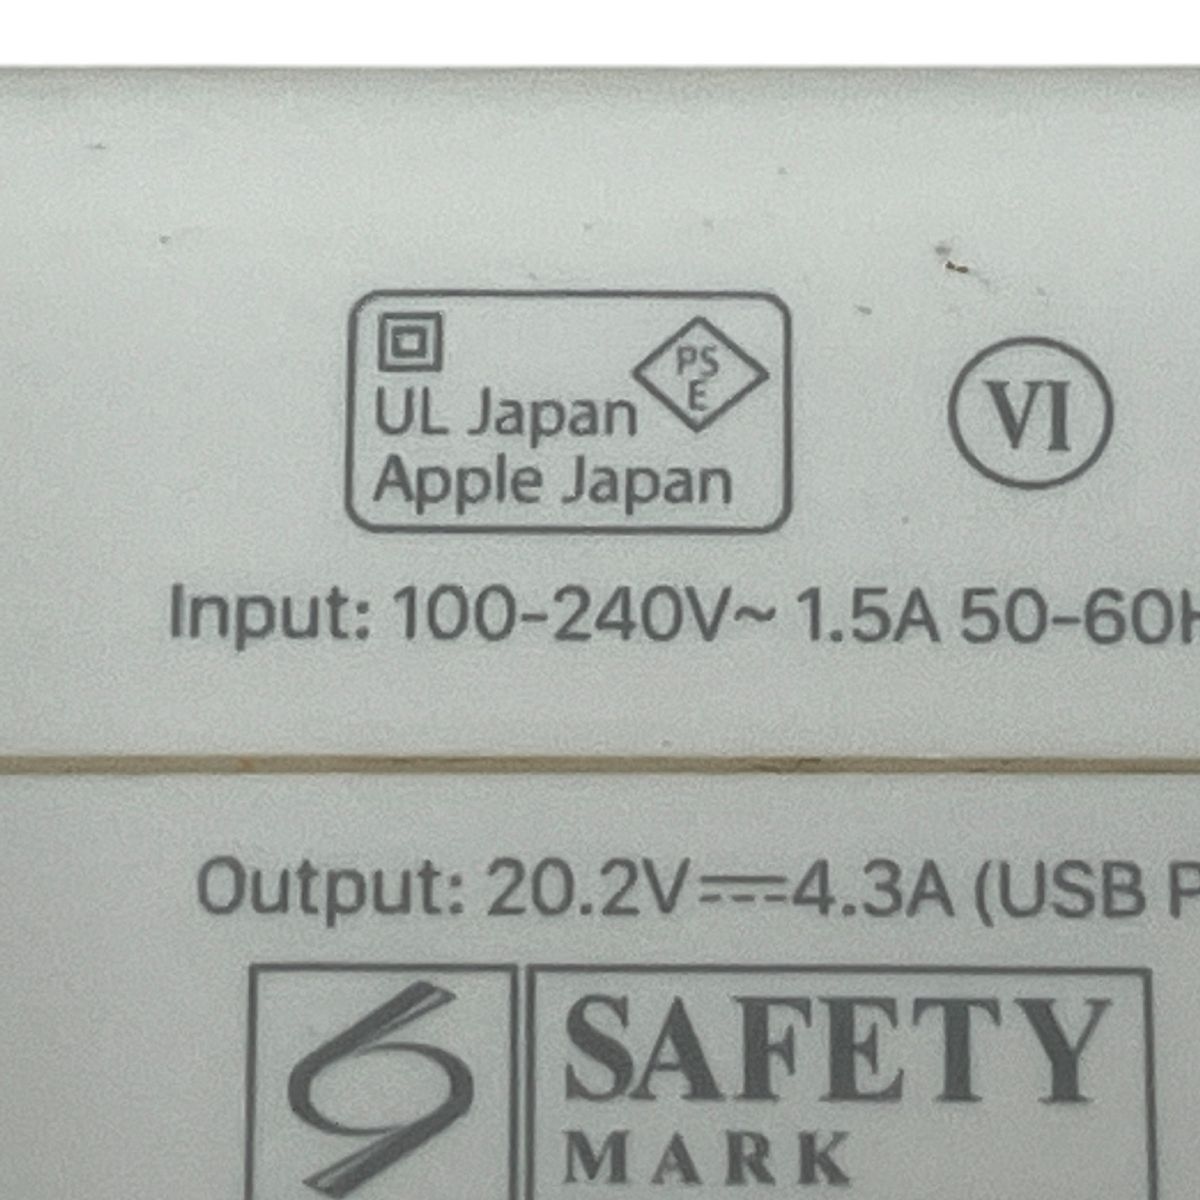 PS
E
UL Japan
Apple Japan
VI
Input: 100-240V~ 1.5A 50-60H
Output: 20.2V⎓4.3A (USB P
SAFETY
MARK